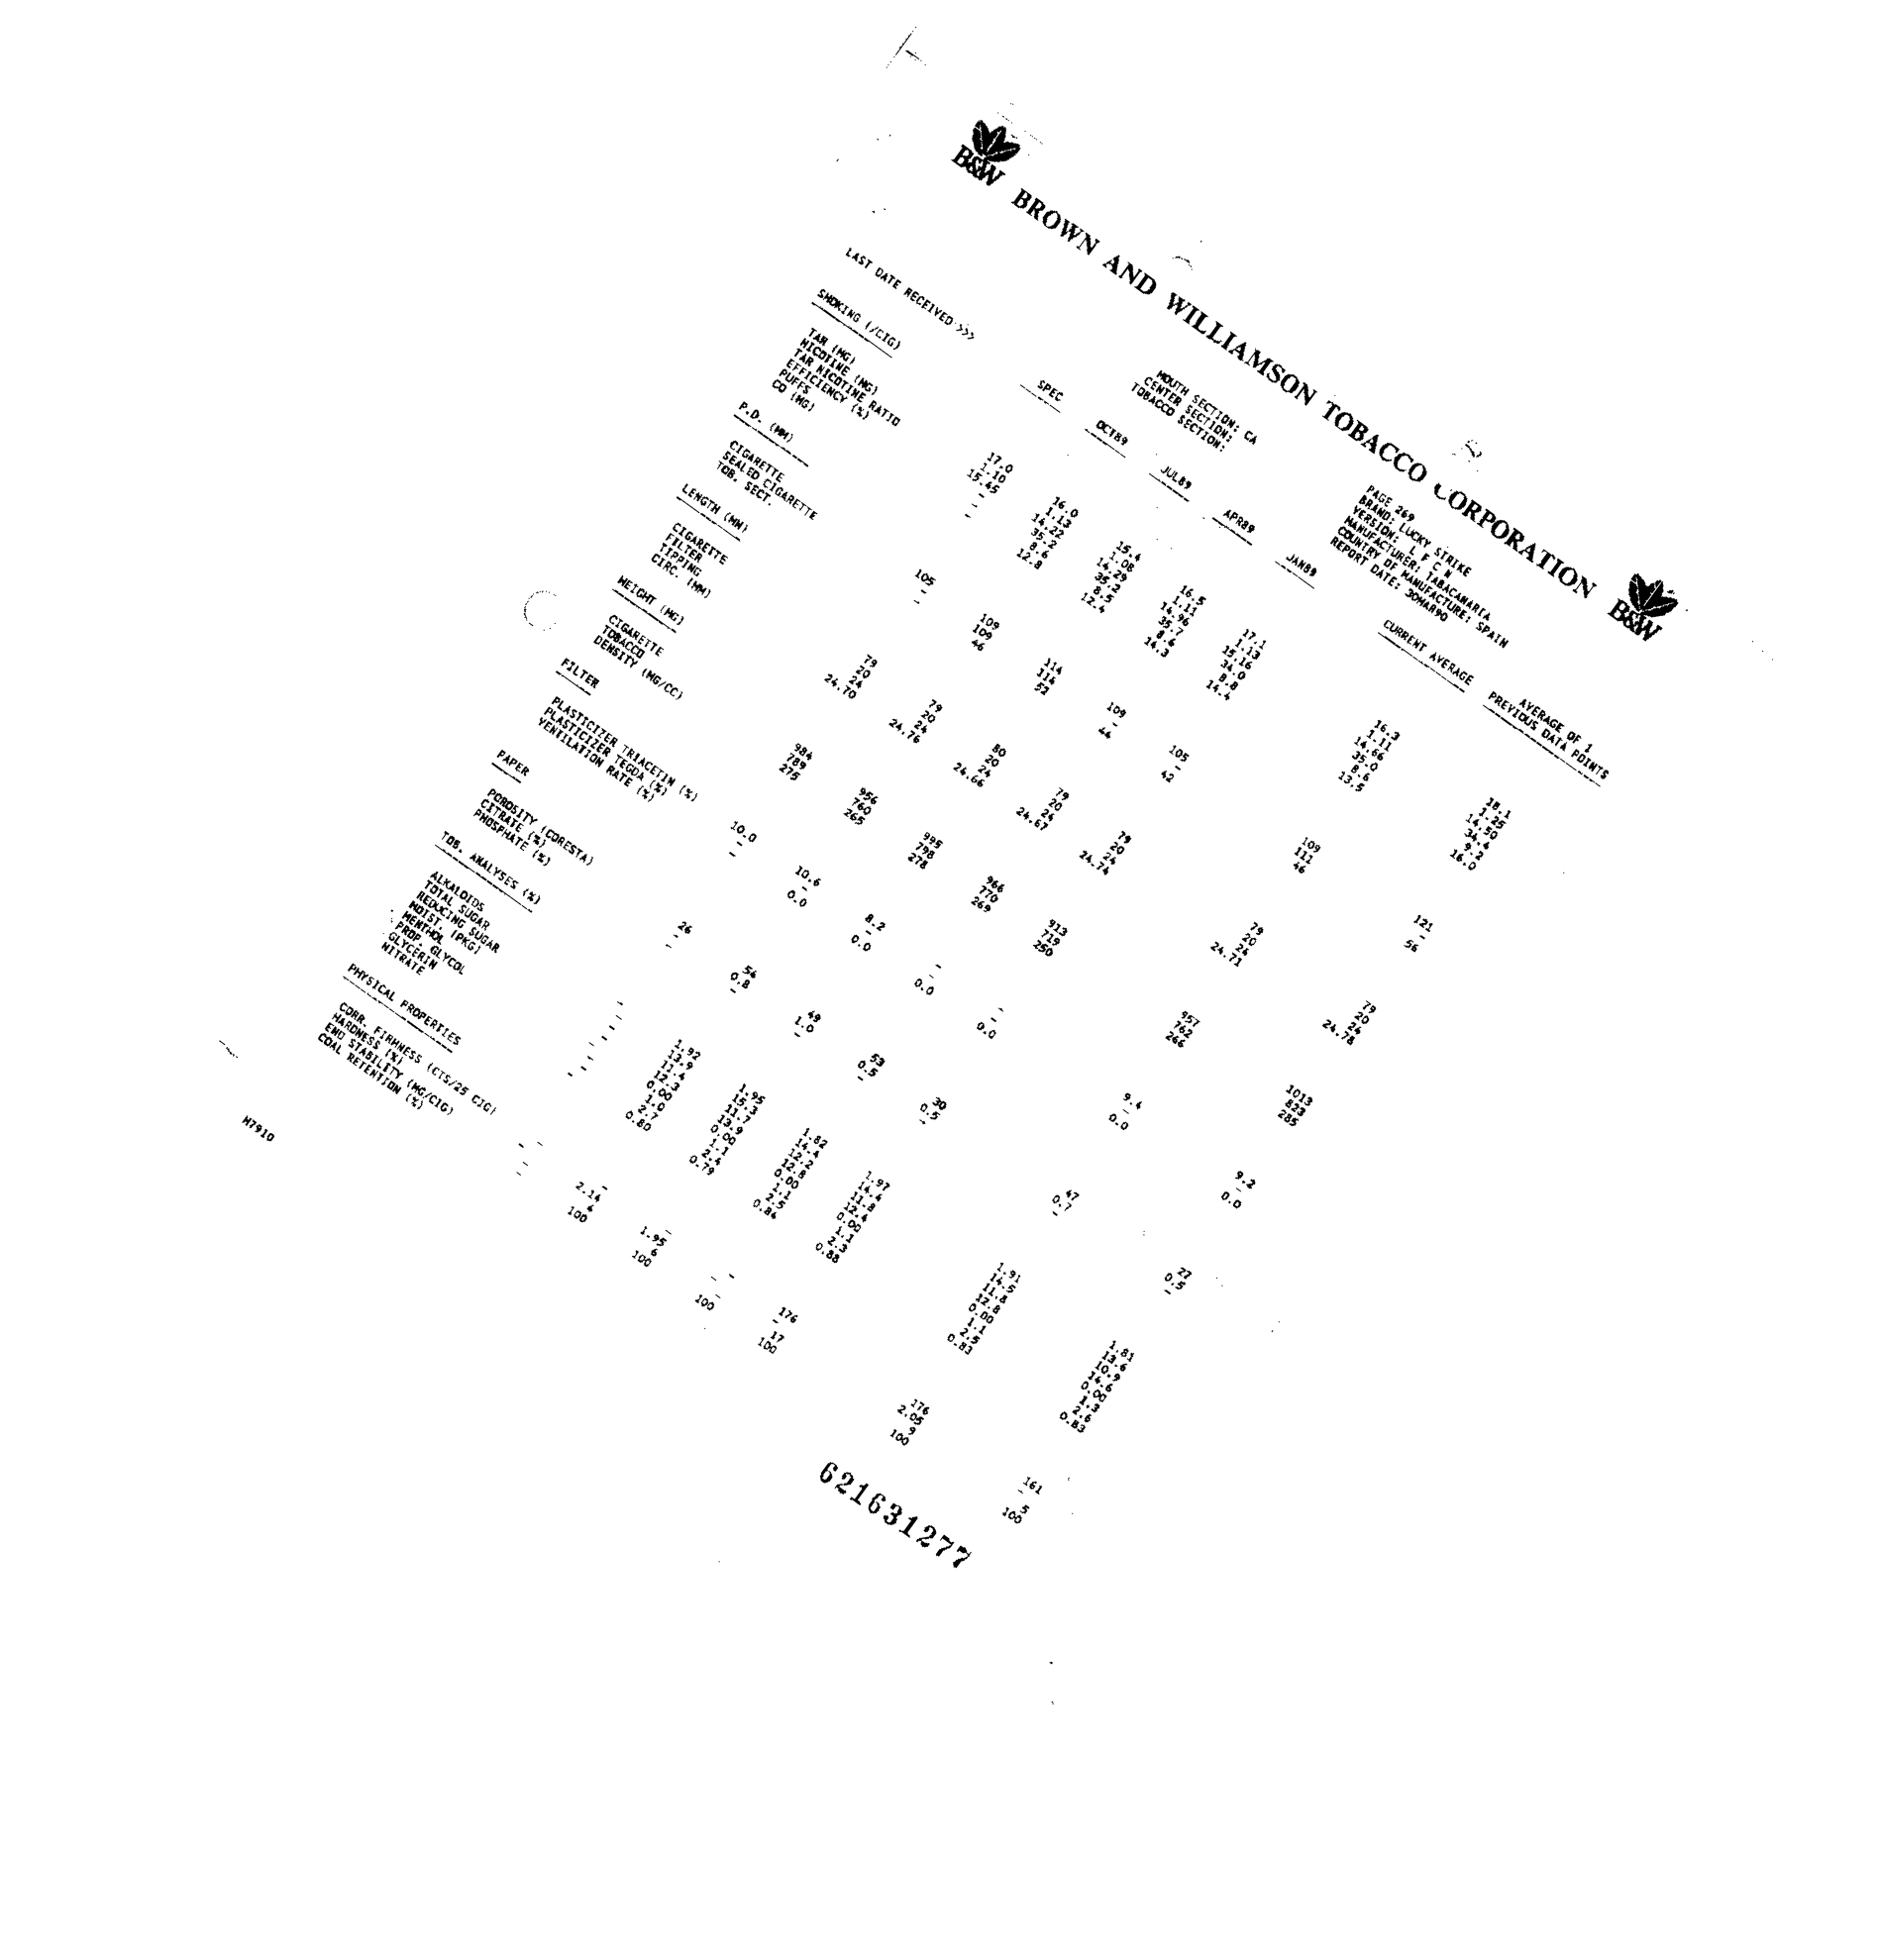 B&W BROWN AND WILLIAMSON TOBACCO CORPORATION B&W
MOUTH SECTION: CA
CENTER SECTION:
TOBACCO SECTION:
PAGE 269
BRAND: LUCKY STRIKE
VERSION: L F C N
MANUFACTURER: TABACANARIA
COUNTRY OF MANUFACTURE: SPAIN
REPORT DATE: 30MAR90
LAST DATE RECEIVED >>> SPEC OCT89 JUL89 APR89 JAN89 CURRENT AVERAGE AVERAGE OF 1 PREVIOUS DATA POINTS
SMOKING (/CIG)
TAR (MG) 17.0 16.0 15.4 16.5 17.1 16.3 18.1
NICOTINE (MG) 1.10 1.13 1.08 1.11 1.13 1.11 1.25
TAR NICOTINE RATIO 15.45 14.22 14.29 14.96 15.16 14.66 14.50
EFFICIENCY (%) - 35.2 35.2 35.7 34.0 35.0 34.4
PUFFS - 8.6 8.5 8.6 8.8 8.6 9.2
CO (MG) - 12.8 12.4 14.3 14.4 13.5 16.0
P.D. (MM)
CIGARETTE 105 109 114 109 105 109 121
SEALED CIGARETTE - 109 114 - - 111 -
TOB. SECT. - 46 52 44 42 46 56
LENGTH (MM)
CIGARETTE 79 79 80 79 79 79 79
FILTER 20 20 20 20 20 20 20
TIPPING 24 24 24 24 24 24 24
CIRC. (MM) 24.70 24.76 24.66 24.67 24.74 24.71 24.78
WEIGHT (MG)
CIGARETTE 984 956 995 966 913 957 1013
TOBACCO 789 760 798 770 719 762 823
DENSITY (MG/CC) 275 265 278 269 250 266 285
FILTER
PLASTICIZER TRIACETIN (%) 10.0 10.6 8.2 - - 9.4 9.2
PLASTICIZER TEGDA (%) - - - - - - -
VENTILATION RATE (%) - 0.0 0.0 0.0 0.0 0.0 0.0
PAPER
POROSITY (CORESTA) 26 54 49 53 30 47 27
CITRATE (%) - 0.8 1.0 0.5 0.5 0.7 0.5
PHOSPHATE (%) - - - - - - -
TOB. ANALYSES (%)
ALKALOIDS - 1.92 1.95 1.82 1.97 1.91 1.81
TOTAL SUGAR - 13.9 15.3 14.4 14.4 14.5 13.6
REDUCING SUGAR - 11.4 11.7 12.2 11.8 11.8 10.9
MOIST. (PKG) - 12.3 13.9 12.8 12.4 12.8 14.6
MENTHOL - 0.00 0.00 0.00 0.00 0.00 0.00
PROP. GLYCOL - 1.0 1.1 1.1 1.1 1.1 1.3
GLYCERIN - 2.7 2.4 2.5 2.3 2.5 2.6
NITRATE - 0.80 0.79 0.84 0.88 0.83 0.83
PHYSICAL PROPERTIES
CORR. FIRMNESS (CTS/25 CIG) - - - - 176 176 161
HARDNESS (%) - 2.14 1.95 - - 2.05 -
END STABILITY (MG/CIG) - 4 6 - 17 9 5
COAL RETENTION (%) - 100 100 100 100 100 100
M7910
621631277